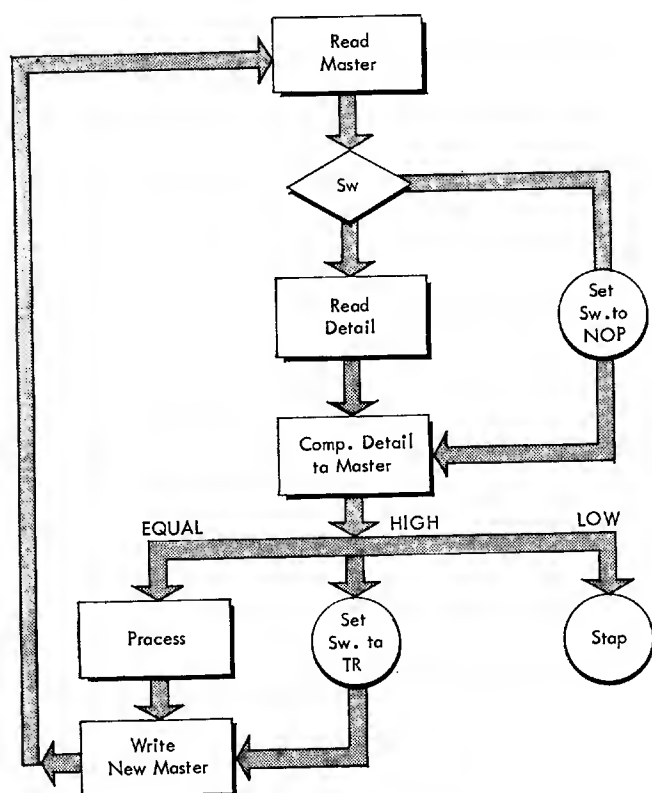 Read
Master
Sw
Read
Detail
Set
Sw.to
NOP
Comp. Detail
ta Master
EQUAL
HIGH
LOW
Pracess
Set
Sw. ta
TR
Stap
Write
New Master